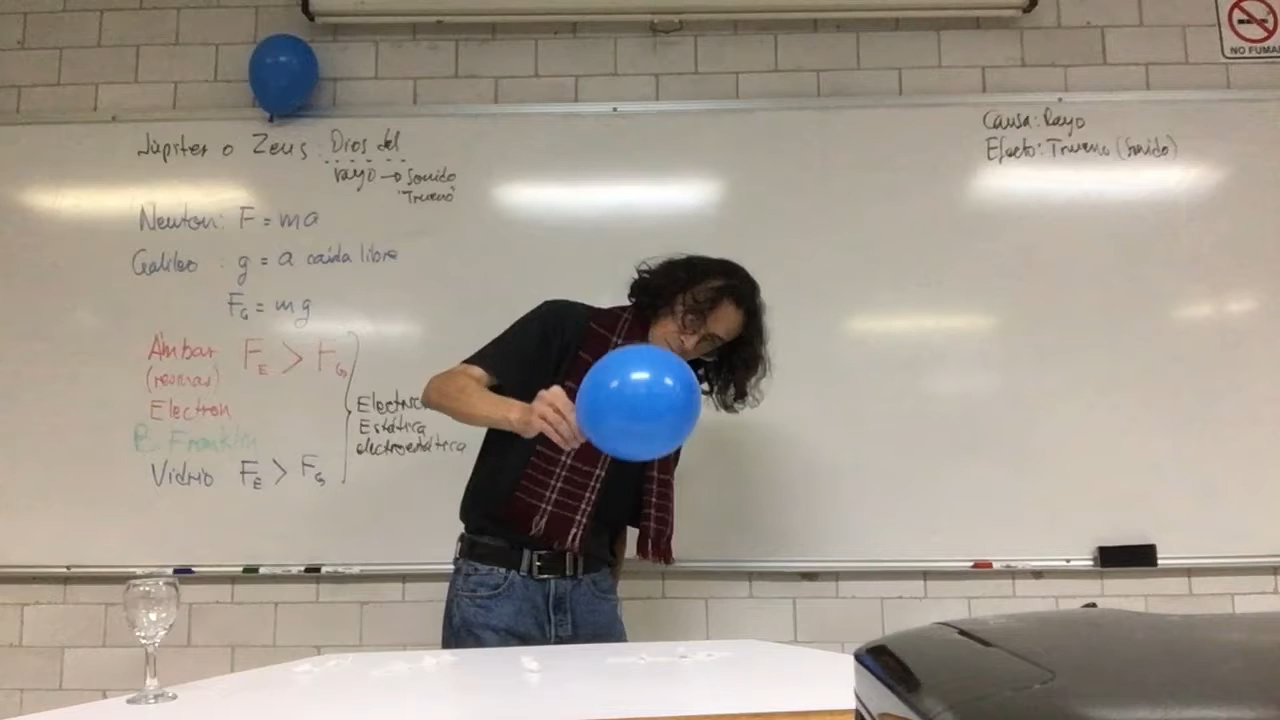 Júpiter o Zeus: Dios del
rayo → Sonido
"Trueno"
Newton: F = ma
Galileo: g = a caída libre
F_G = mg
Ámbar F_E > F_G
(resinas)
Electron
B. Franklin
Vidrio F_E > F_G
Estática
electroestática
Causa: Rayo
Efecto: Trueno (Sonido)
NO FUMAR